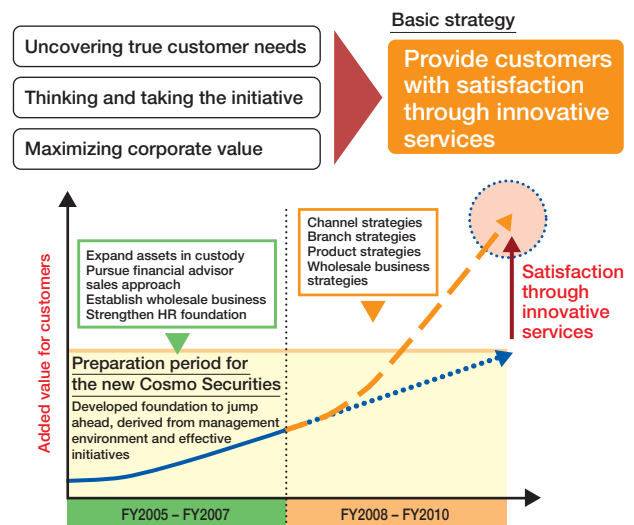 Uncovering true customer needs
Thinking and taking the initiative
Maximizing corporate value
Basic strategy
Provide customers
with satisfaction
through innovative
services
Added value for customers
Expand assets in custody
Pursue financial advisor
sales approach
Establish wholesale business
Strengthen HR foundation
Channel strategies
Branch strategies
Product strategies
Wholesale business
strategies
Satisfaction
through
innovative
services
Preparation period for
the new Cosmo Securities
Developed foundation to jump
ahead, derived from management
environment and effective
initiatives
FY2005 – FY2007
FY2008 – FY2010